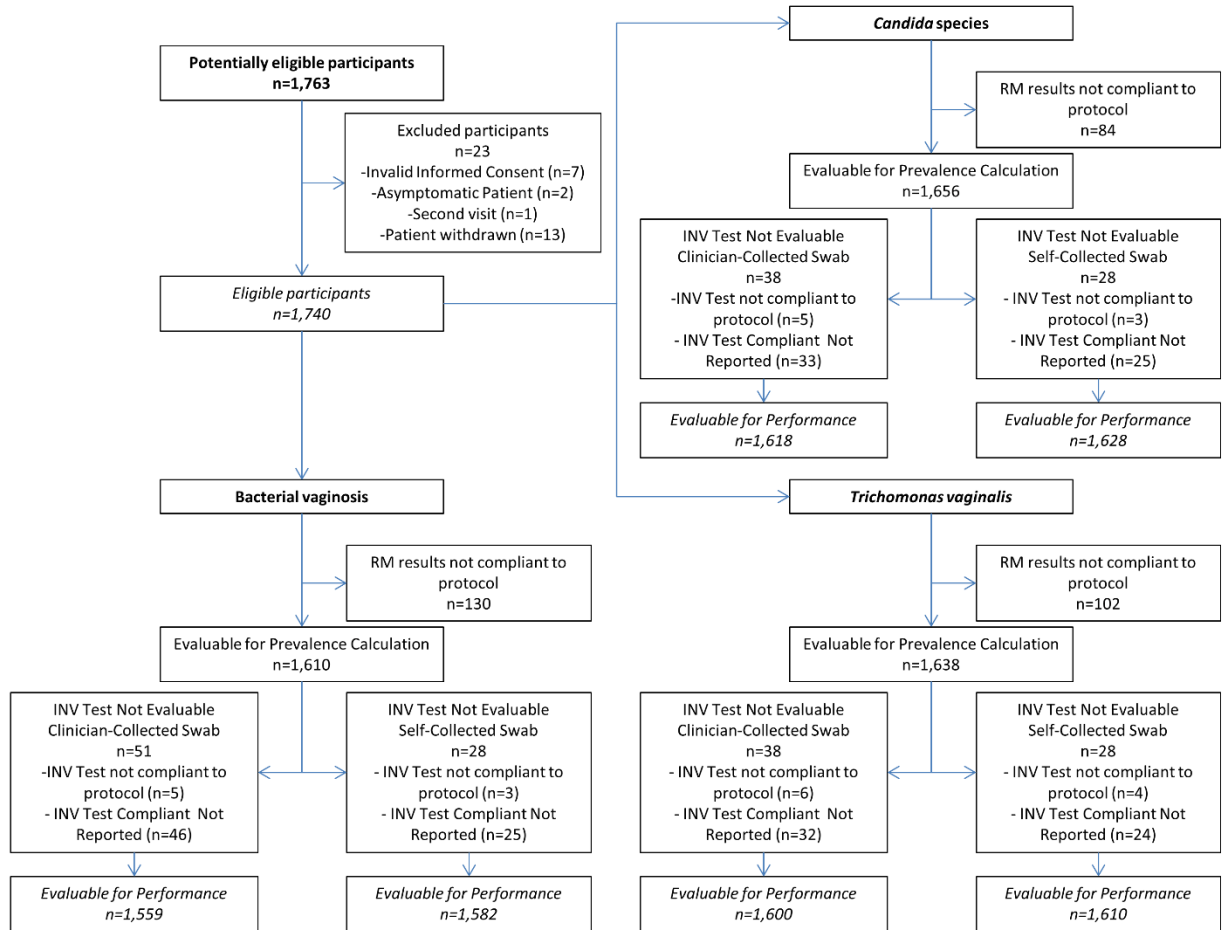 Potentially eligible participants
n=1,763
Excluded participants
n=23
-Invalid Informed Consent (n=7)
-Asymptomatic Patient (n=2)
-Second visit (n=1)
-Patient withdrawn (n=13)
Eligible participants
n=1,740
Candida species
RM results not compliant to
protocol
n=84
Evaluable for Prevalence Calculation
n=1,656
INV Test Not Evaluable
Clinician-Collected Swab
n=38
-INV Test not compliant to
protocol (n=5)
- INV Test Compliant Not
Reported (n=33)
INV Test Not Evaluable
Self-Collected Swab
n=28
- INV Test not compliant to
protocol (n=3)
- INV Test Compliant Not
Reported (n=25)
Evaluable for Performance
n=1,618
Evaluable for Performance
n=1,628
Bacterial vaginosis
RM results not compliant to
protocol
n=130
Evaluable for Prevalence Calculation
n=1,610
INV Test Not Evaluable
Clinician-Collected Swab
n=51
-INV Test not compliant to
protocol (n=5)
- INV Test Compliant Not
Reported (n=46)
INV Test Not Evaluable
Self-Collected Swab
n=28
- INV Test not compliant to
protocol (n=3)
- INV Test Compliant Not
Reported (n=25)
Evaluable for Performance
n=1,559
Evaluable for Performance
n=1,582
Trichomonas vaginalis
RM results not compliant to
protocol
n=102
Evaluable for Prevalence Calculation
n=1,638
INV Test Not Evaluable
Clinician-Collected Swab
n=38
- INV Test not compliant to
protocol (n=6)
- INV Test Compliant Not
Reported (n=32)
INV Test Not Evaluable
Self-Collected Swab
n=28
- INV Test not compliant to
protocol (n=4)
- INV Test Compliant Not
Reported (n=24)
Evaluable for Performance
n=1,600
Evaluable for Performance
n=1,610